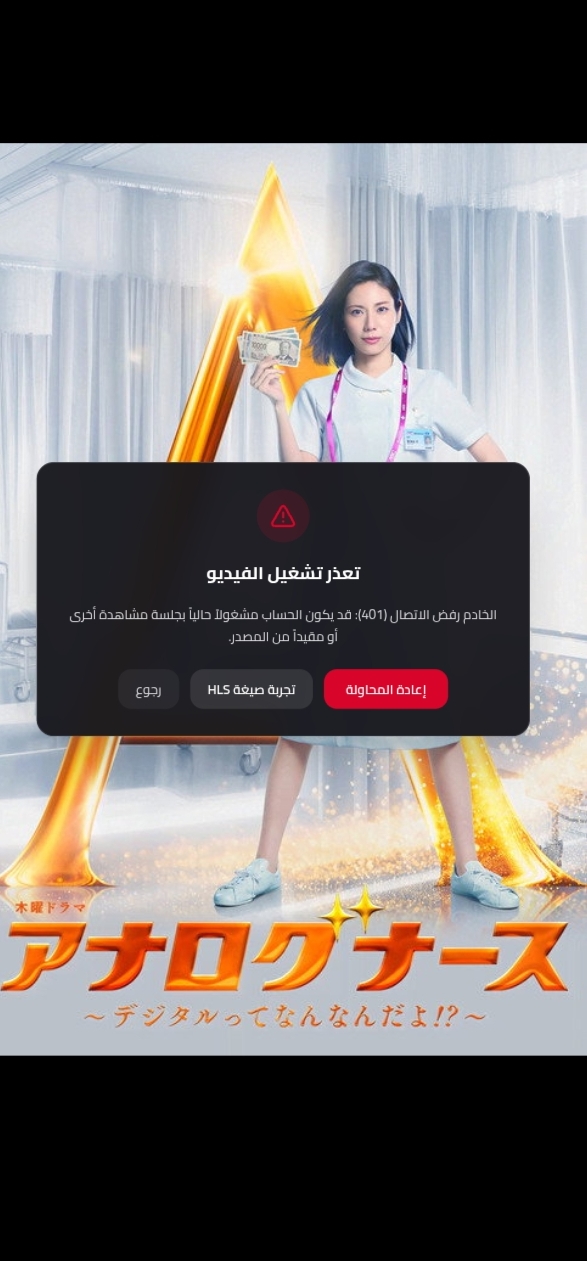 10000
تعذر تشغيل الفيديو
الخادم رفض الاتصال (401): قد يكون الحساب مشغولاً حالياً بجلسة مشاهدة أخرى
أو مقيداً من المصدر.
إعادة المحاولة
تجربة صيغة HLS
رجوع
木曜ドラマ
アナログナース
～デジタルってなんなんだよ!?～